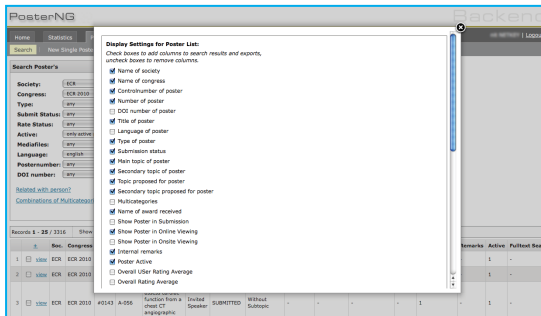 PosterNG
Backend
Home Statistics
| Logout
Search New Single Poster
Search Poster's
Society: ECR
Congress: ECR 2010
Type: any
Submit Status: any
Rate Status: any
Active: only active
Mediafiles: any
Language: english
Posternumber: any
DOI number: any
Related with person?
Combinations of Multicategori
Display Settings for Poster List:
Check boxes to add columns to search results and exports,
uncheck boxes to remove columns.
Name of society
Name of congress
Controlnumber of poster
Number of poster
DOI number of poster
Title of poster
Language of poster
Type of poster
Submission status
Main topic of poster
Secondary topic of poster
Topic proposed for poster
Secondary topic proposed for poster
Multicategories
Name of award received
Show Poster in Submission
Show Poster in Online Viewing
Show Poster in Onsite Viewing
Internal remarks
Poster Active
Overall USer Rating Average
Overall Rating Average
Records 1 - 25 / 3316 Show
± Soc. Congress Remarks Active Fulltext Sea
1 view ECR ECR 2010 1 -
2 view ECR ECR 2010 1 -
function from a
chest CT
angiographic
3 view ECR ECR 2010 #0143 A-056 Invited Speaker SUBMITTED Without Subtopic - - - - 1 - 1 -